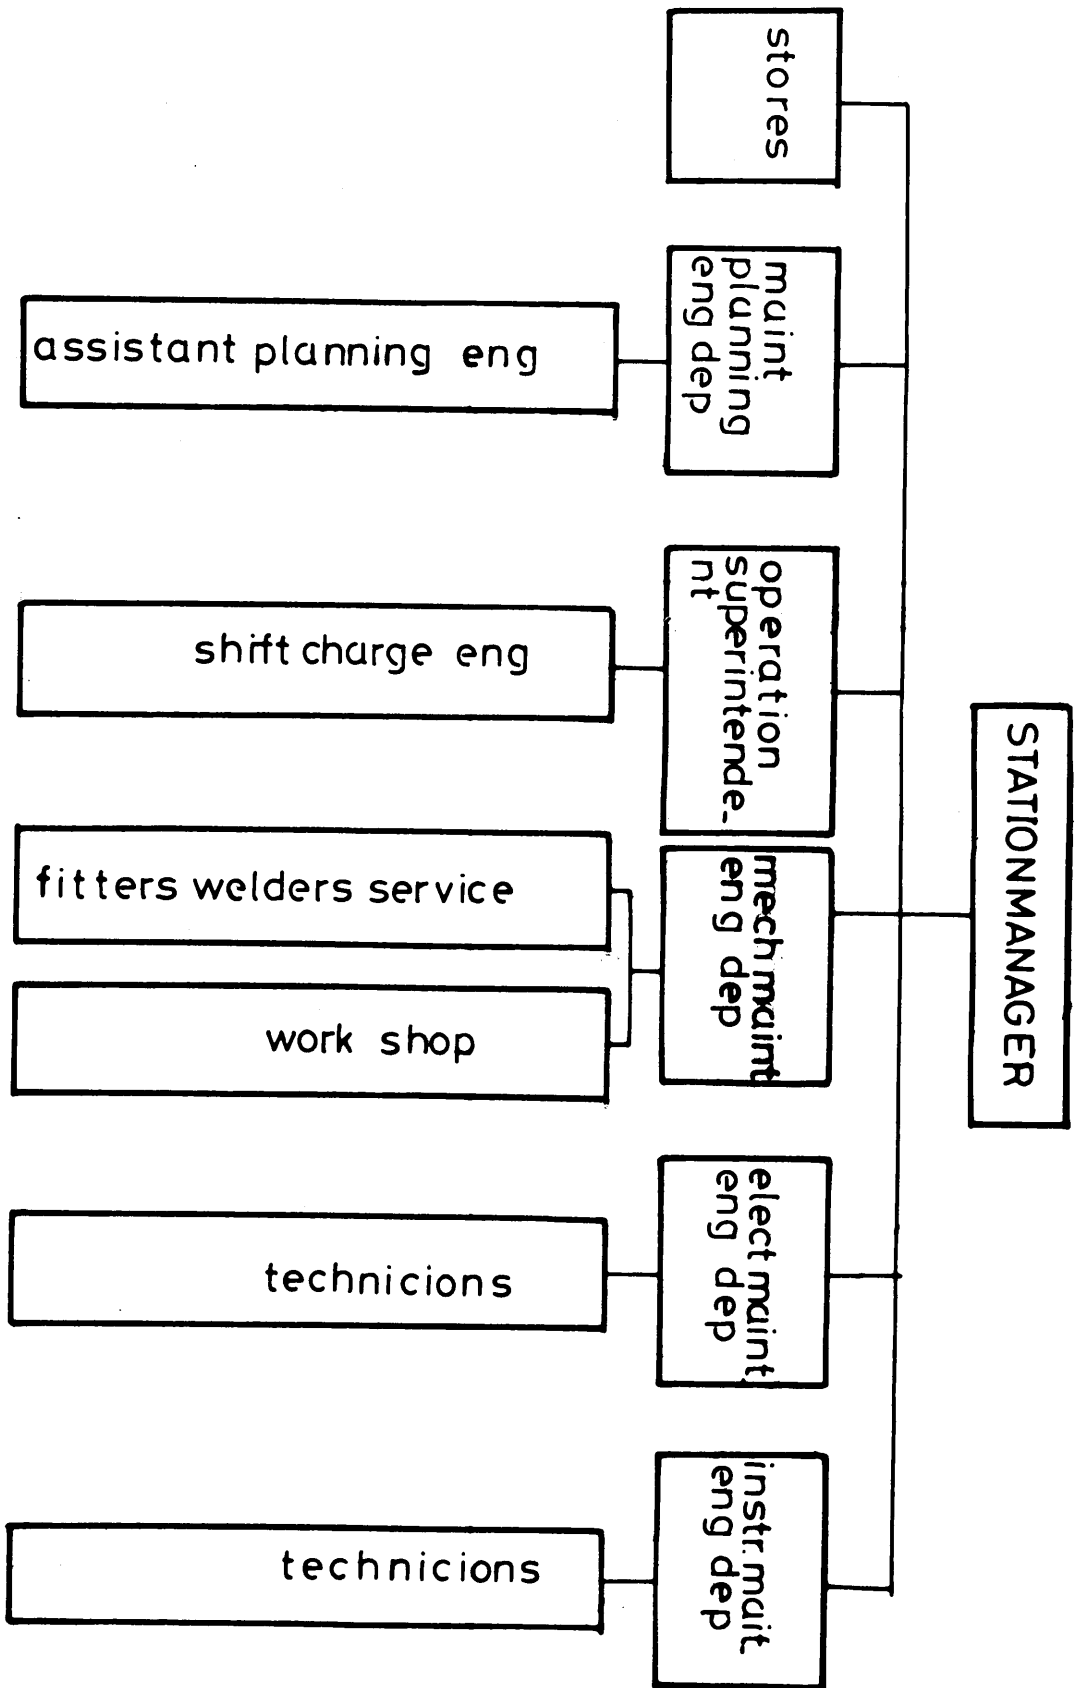 STATIONMANAGER
stores
maint
planning
eng dep
operation
superintende-
nt
mech maint
eng dep
elect maint
eng dep
instr. mait.
eng dep
assistant planning eng
shift charge eng
fitters welders service
work shop
technicions
technicions